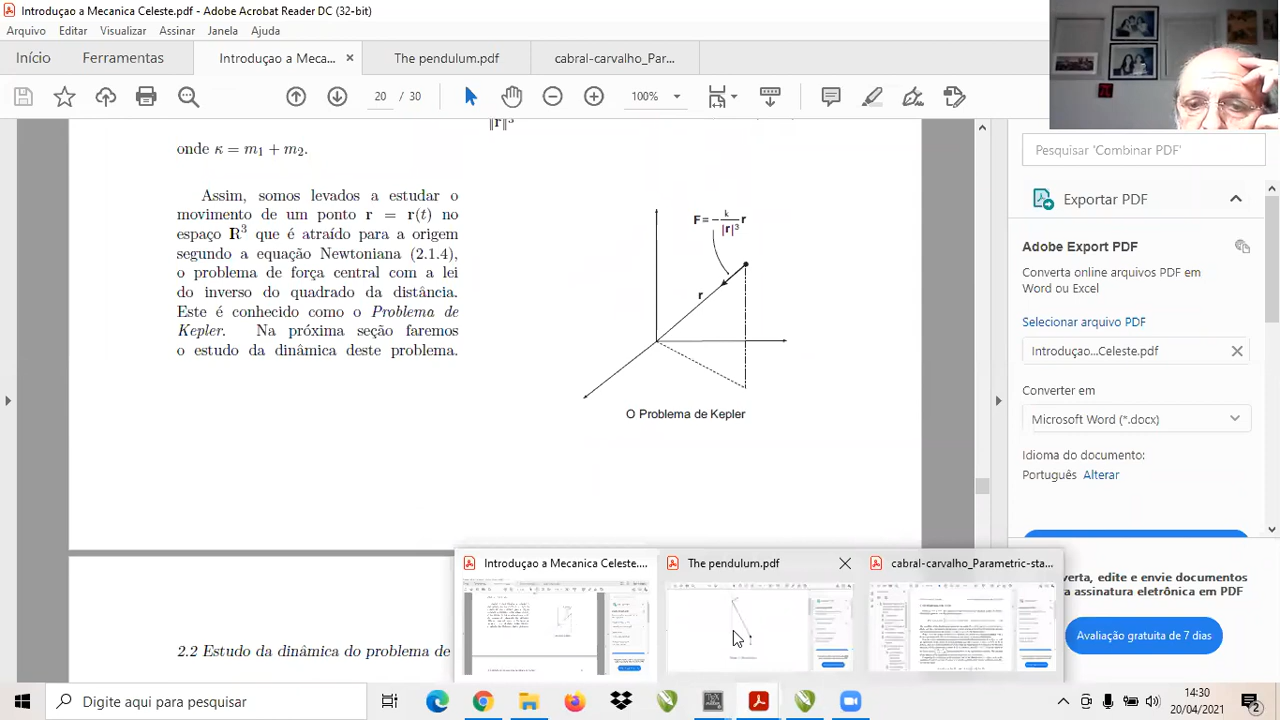 Introduçao a Mecanica Celeste.pdf - Adobe Acrobat Reader DC (32-bit)
Arquivo Editar Visualizar Assinar Janela Ajuda
Início Ferramentas Introduçao a Meca... The pendulum.pdf cabral-carvalho_Par...
20 / 30 100%
‖r‖³
onde κ = m₁ + m₂.
Assim, somos levados a estudar o
movimento de um ponto r = r(t) no
espaço R³ que é atraído para a origem
segundo a equação Newtoniana (2.1.4),
o problema de força central com a lei
do inverso do quadrado da distância.
Este é conhecido como o Problema de
Kepler. Na próxima seção faremos
o estudo da dinâmica deste problema.
F = - k/|r|³ r
r
O Problema de Kepler
2.2 Estudo da dinâmica do problema de
Pesquisar 'Combinar PDF'
Exportar PDF
Adobe Export PDF
Converta online arquivos PDF em
Word ou Excel
Selecionar arquivo PDF
Introduçao...Celeste.pdf
Converter em
Microsoft Word (*.docx)
Idioma do documento:
Português Alterar
verta, edite e envie documentos
a assinatura eletrônica em PDF
Avaliação gratuita de 7 dias
Introduçao a Mecanica Celeste.... The pendulum.pdf cabral-carvalho_Parametric-sta...
Digite aqui para pesquisar
14:30
20/04/2021
2